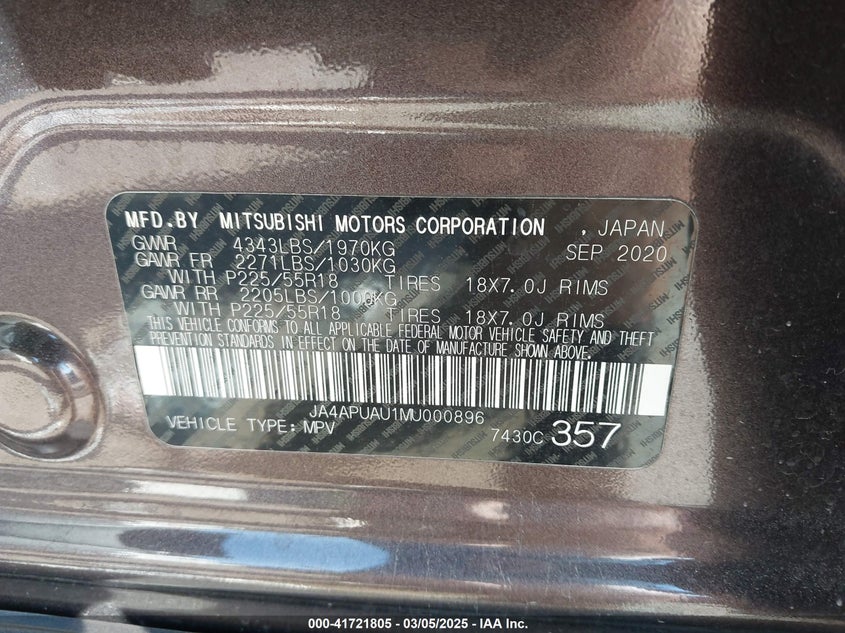 MFD.BY MITSUBISHI MOTORS CORPORATION , JAPAN
GVWR 4343LBS/1970KG SEP 2020
GAWR FR 2271LBS/1030KG
WITH P225/55R18 TIRES 18X7.0J RIMS
GAWR RR 2205LBS/1000KG
WITH P225/55R18 TIRES 18X7.0J RIMS
THIS VEHICLE CONFORMS TO ALL APPLICABLE FEDERAL MOTOR VEHICLE SAFETY AND THEFT
PREVENTION STANDARDS IN EFFECT ON THE DATE OF MANUFACTURE SHOWN ABOVE.
JA4APUAU1MU000896
VEHICLE TYPE: MPV 7430C 357
000-41721805 - 03/05/2025 - © IAA Inc.